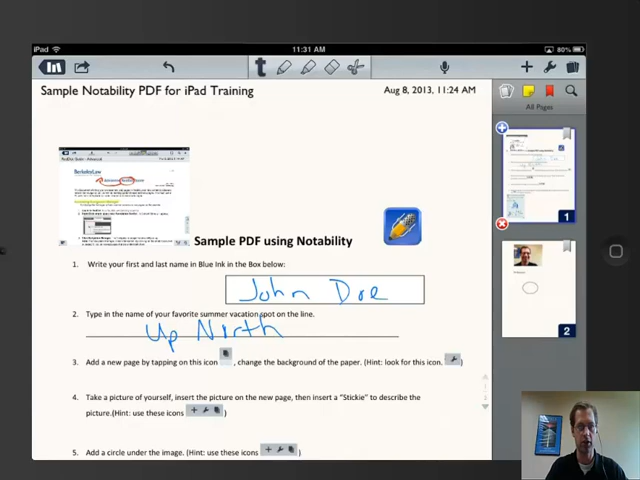 iPad 11:31 AM 80%
Sample Notability PDF for iPad Training Aug 8, 2013, 11:24 AM
All Pages
BerkeleyLaw
Sample PDF using Notability
1. Write your first and last name in Blue Ink in the Box below:
John Doe
2. Type in the name of your favorite summer vacation spot on the line.
Up North
3. Add a new page by tapping on this icon , change the background of the paper. (Hint: look for this icon. )
4. Take a picture of yourself, insert the picture on the new page, then insert a "Stickie" to describe the
picture.(Hint: use these icons )
5. Add a circle under the image. (Hint: use these icons )
1
2